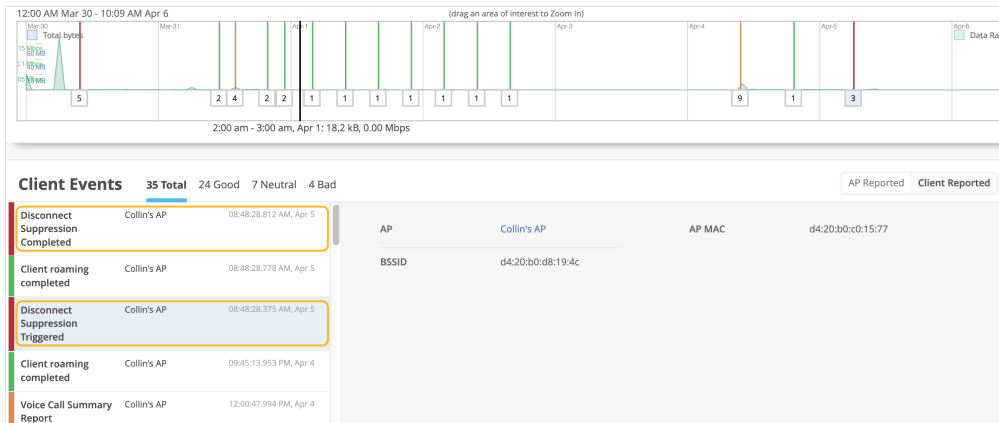 12:00 AM Mar 30 - 10:09 AM Apr 6
(drag an area of interest to Zoom In)
Mar-30 Mar-31 Apr-1 Apr-2 Apr-3 Apr-4 Apr-5 Apr-6
Total bytes Data Ra
60 MB
40 MB
5 2 4 2 2 1 1 1 1 1 1 1 9 1 3
2:00 am - 3:00 am, Apr 1: 18.2 kB, 0.00 Mbps
Client Events 35 Total 24 Good 7 Neutral 4 Bad AP Reported Client Reported
Disconnect Suppression Completed Collin's AP 08:48:28.812 AM, Apr 5
Client roaming completed Collin's AP 08:48:28.778 AM, Apr 5
Disconnect Suppression Triggered Collin's AP 08:48:28.375 AM, Apr 5
Client roaming completed Collin's AP 09:45:13.953 PM, Apr 4
Voice Call Summary Report Collin's AP 12:00:47.994 PM, Apr 4
AP Collin's AP AP MAC d4:20:b0:c0:15:77
BSSID d4:20:b0:d8:19:4c